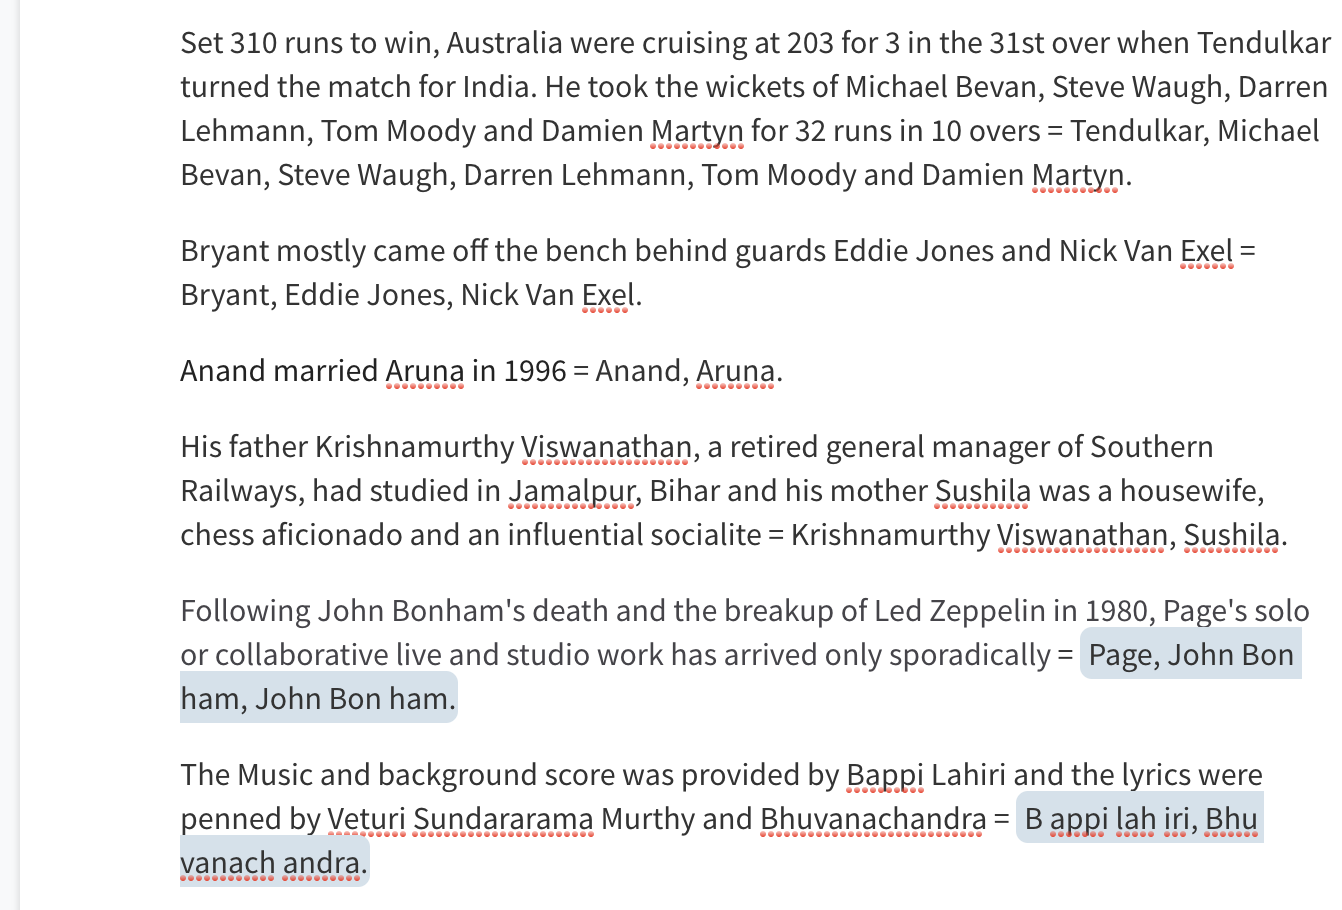 Set 310 runs to win, Australia were cruising at 203 for 3 in the 31st over when Tendulkar
turned the match for India. He took the wickets of Michael Bevan, Steve Waugh, Darren
Lehmann, Tom Moody and Damien Martyn for 32 runs in 10 overs = Tendulkar, Michael
Bevan, Steve Waugh, Darren Lehmann, Tom Moody and Damien Martyn.
Bryant mostly came off the bench behind guards Eddie Jones and Nick Van Exel =
Bryant, Eddie Jones, Nick Van Exel.
Anand married Aruna in 1996 = Anand, Aruna.
His father Krishnamurthy Viswanathan, a retired general manager of Southern
Railways, had studied in Jamalpur, Bihar and his mother Sushila was a housewife,
chess aficionado and an influential socialite = Krishnamurthy Viswanathan, Sushila.
Following John Bonham's death and the breakup of Led Zeppelin in 1980, Page's solo
or collaborative live and studio work has arrived only sporadically = Page, John Bon
ham, John Bon ham.
The Music and background score was provided by Bappi Lahiri and the lyrics were
penned by Veturi Sundararama Murthy and Bhuvanachandra = B appi lah iri, Bhu
vanach andra.